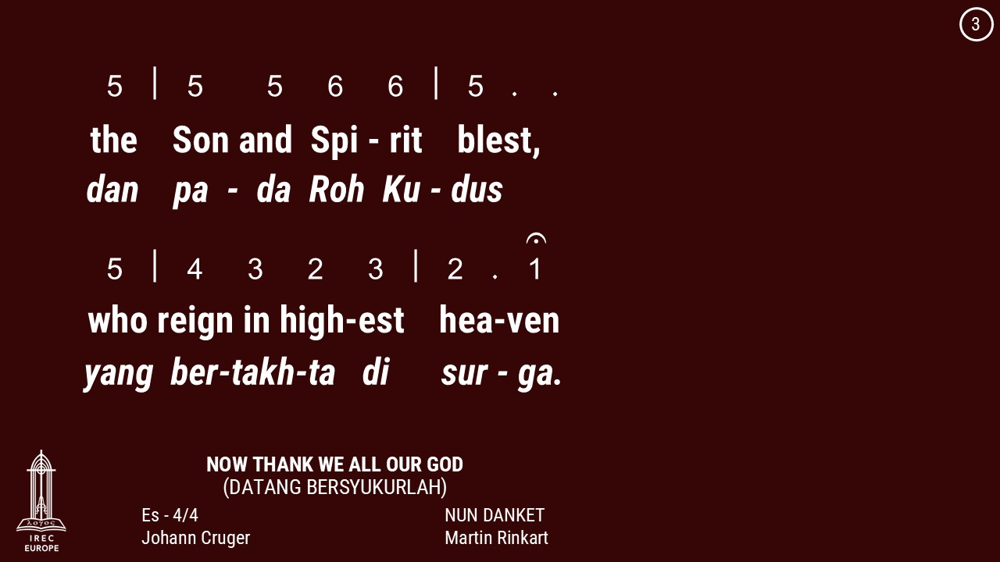 3
5 | 5 5 6 6 | 5 . .
the Son and Spi - rit blest,
dan pa - da Roh Ku - dus
5 | 4 3 2 3 | 2 . 1
who reign in high-est hea-ven
yang ber-takh-ta di sur - ga.
NOW THANK WE ALL OUR GOD
(DATANG BERSYUKURLAH)
Es - 4/4 NUN DANKET
Johann Cruger Martin Rinkart
λογος
IREC
EUROPE